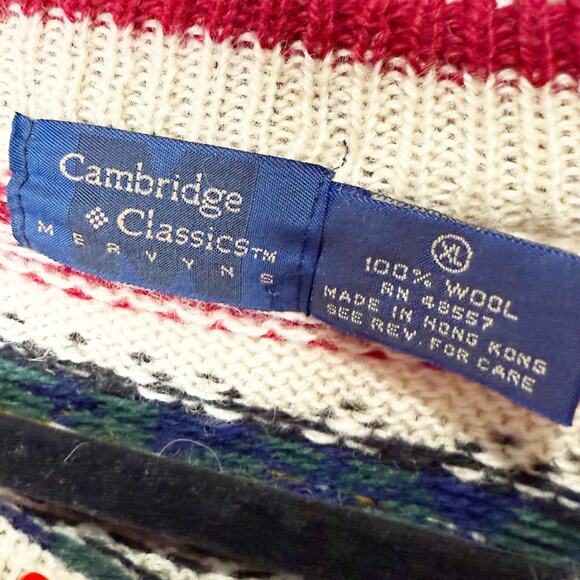 Cambridge
Classics™
MERVYNS
XL
100% WOOL
RN 48557
MADE IN HONG KONG
SEE REV. FOR CARE